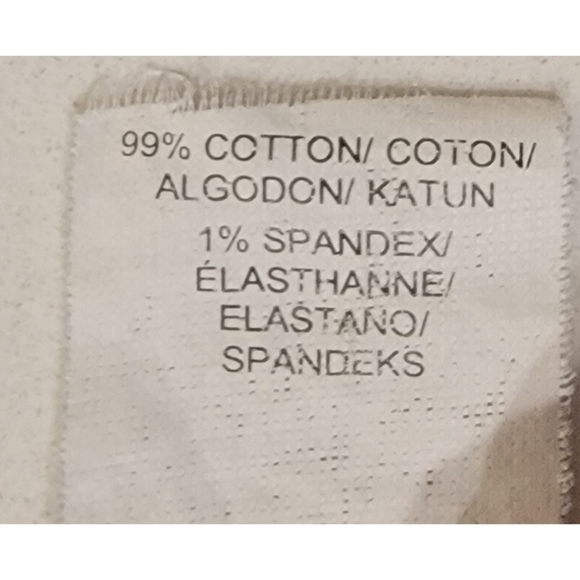 99% COTTON/ COTON/
ALGODON/ KATUN
1% SPANDEX/
ÉLASTHANNE/
ELASTANO/
SPANDEKS